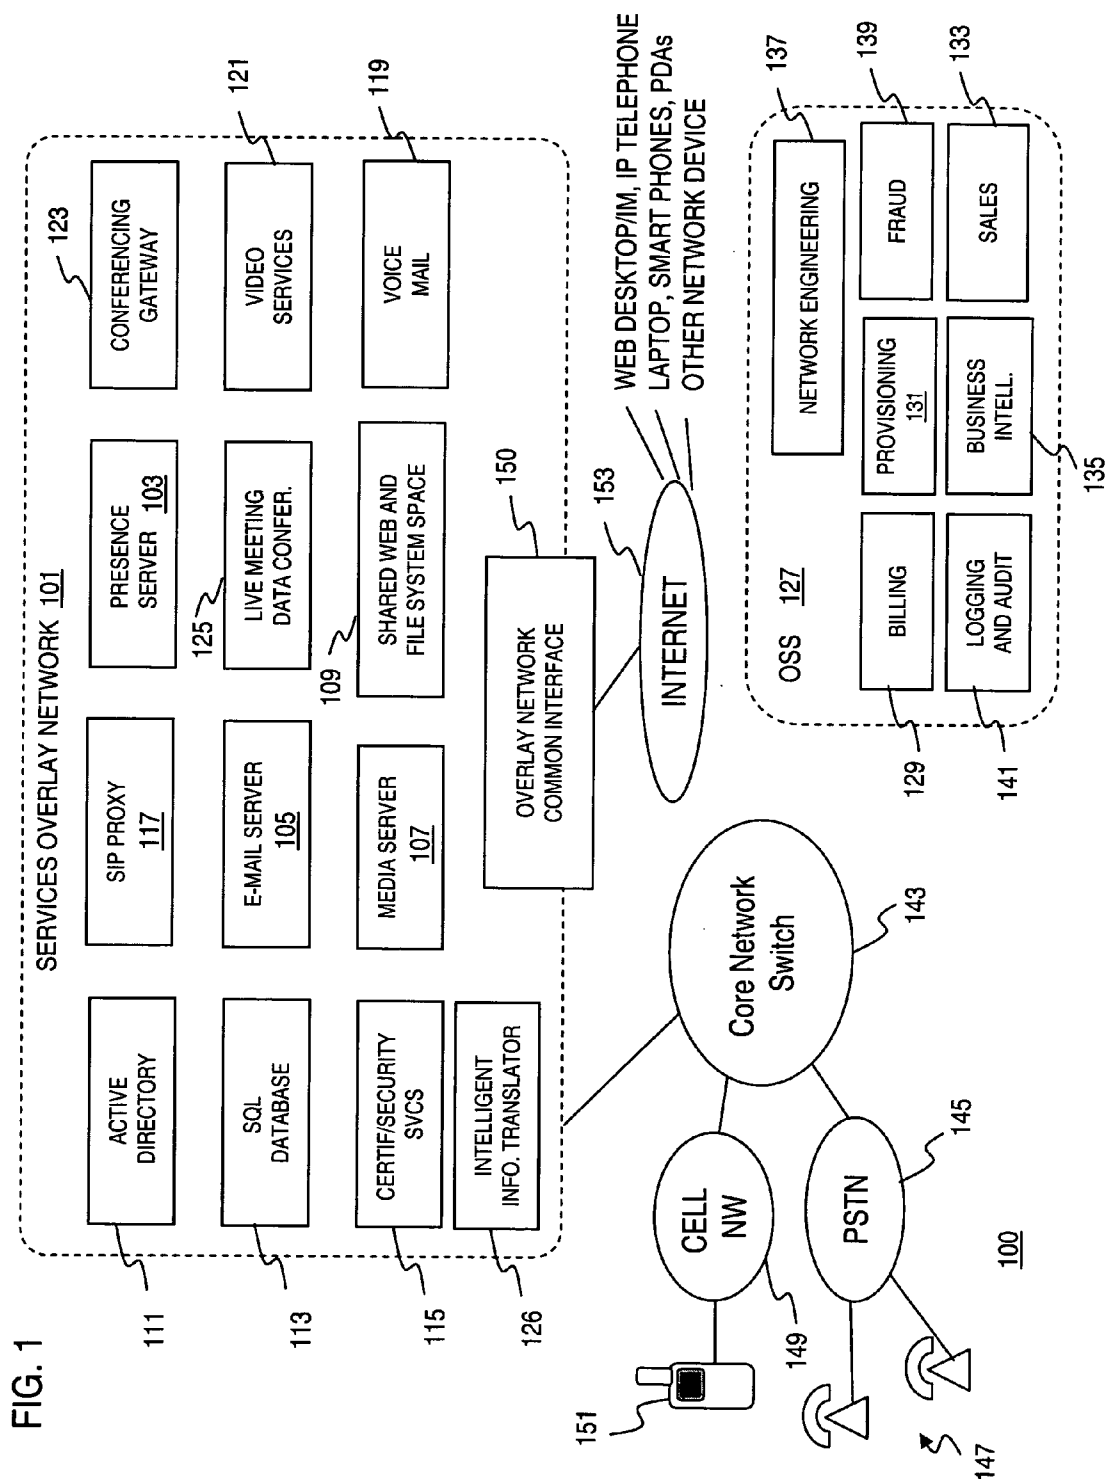 FIG. 1
SERVICES OVERLAY NETWORK 101
111
ACTIVE
DIRECTORY
SIP PROXY
117
PRESENCE
SERVER 103
123
CONFERENCING
GATEWAY
113
SQL
DATABASE
E-MAIL SERVER
105
125
LIVE MEETING
DATA CONFER.
VIDEO
SERVICES
121
115
CERTIF/SECURITY
SVCS
MEDIA SERVER
107
109
SHARED WEB AND
FILE SYSTEM SPACE
VOICE
MAIL
119
126
INTELLIGENT
INFO. TRANSLATOR
OVERLAY NETWORK
COMMON INTERFACE
150
153
INTERNET
WEB DESKTOP/IM, IP TELEPHONE
LAPTOP, SMART PHONES, PDAs
OTHER NETWORK DEVICE
151
CELL
NW
149
Core Network
Switch
143
PSTN
145
147
100
OSS 127
NETWORK ENGINEERING
137
129
BILLING
PROVISIONING
131
FRAUD
139
141
LOGGING
AND AUDIT
BUSINESS
INTELL.
135
SALES
133